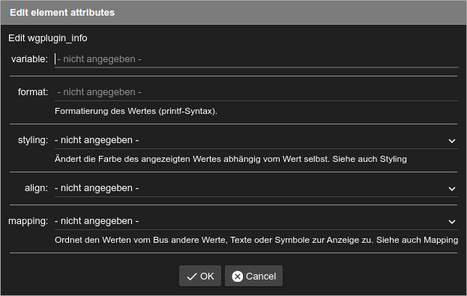 Edit element attributes
Edit wgplugin_info
variable: - nicht angegeben -
format: - nicht angegeben -
Formatierung des Wertes (printf-Syntax).
styling: - nicht angegeben -
Ändert die Farbe des angezeigten Wertes abhängig vom Wert selbst. Siehe auch Styling
align: - nicht angegeben -
mapping: - nicht angegeben -
Ordnet den Werten vom Bus andere Werte, Texte oder Symbole zur Anzeige zu. Siehe auch Mapping
OK Cancel